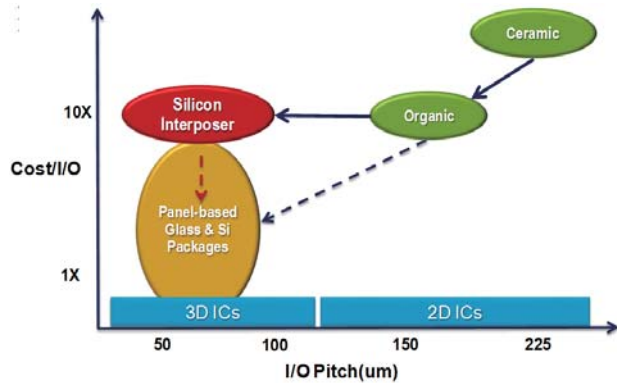 Ceramic
10X
Silicon
Interposer
Organic
Cost/I/O
Panel-based
Glass & Si
Packages
1X
3D ICs
2D ICs
50
100
150
225
I/O Pitch(um)